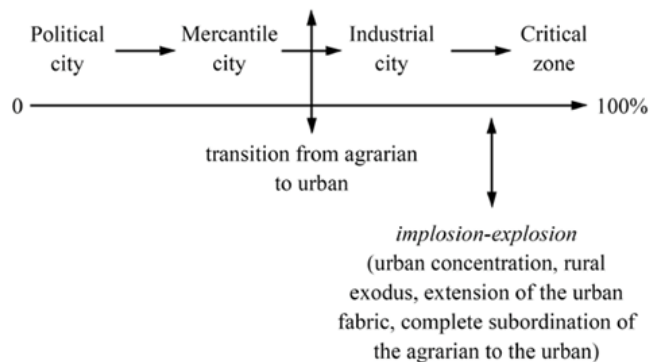 Political city
Mercantile city
Industrial city
Critical zone
0
100%
transition from agrarian
to urban
implosion-explosion
(urban concentration, rural
exodus, extension of the urban
fabric, complete subordination of
the agrarian to the urban)